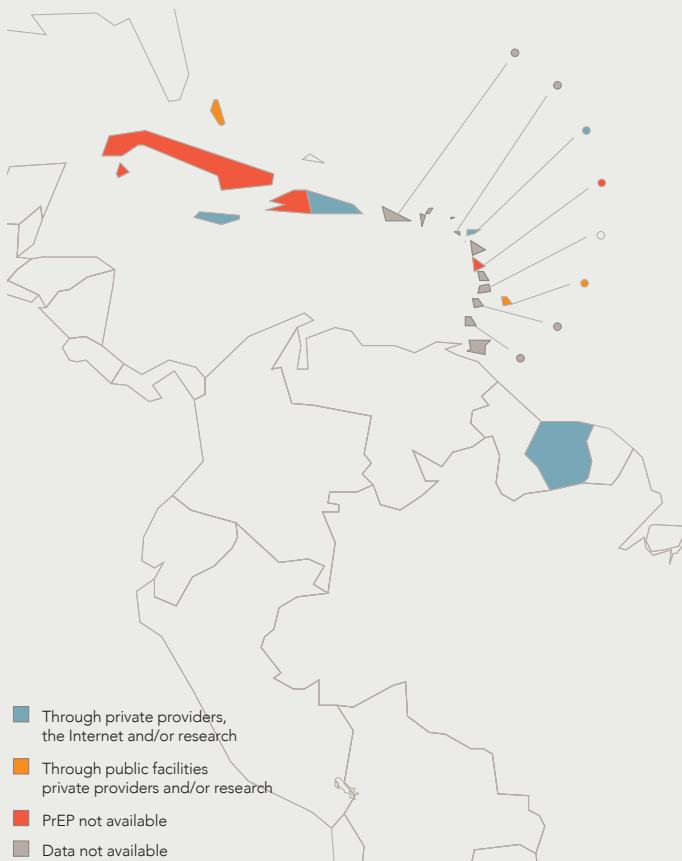 Through private providers,
the Internet and/or research
Through public facilities
private providers and/or research
PrEP not available
Data not available